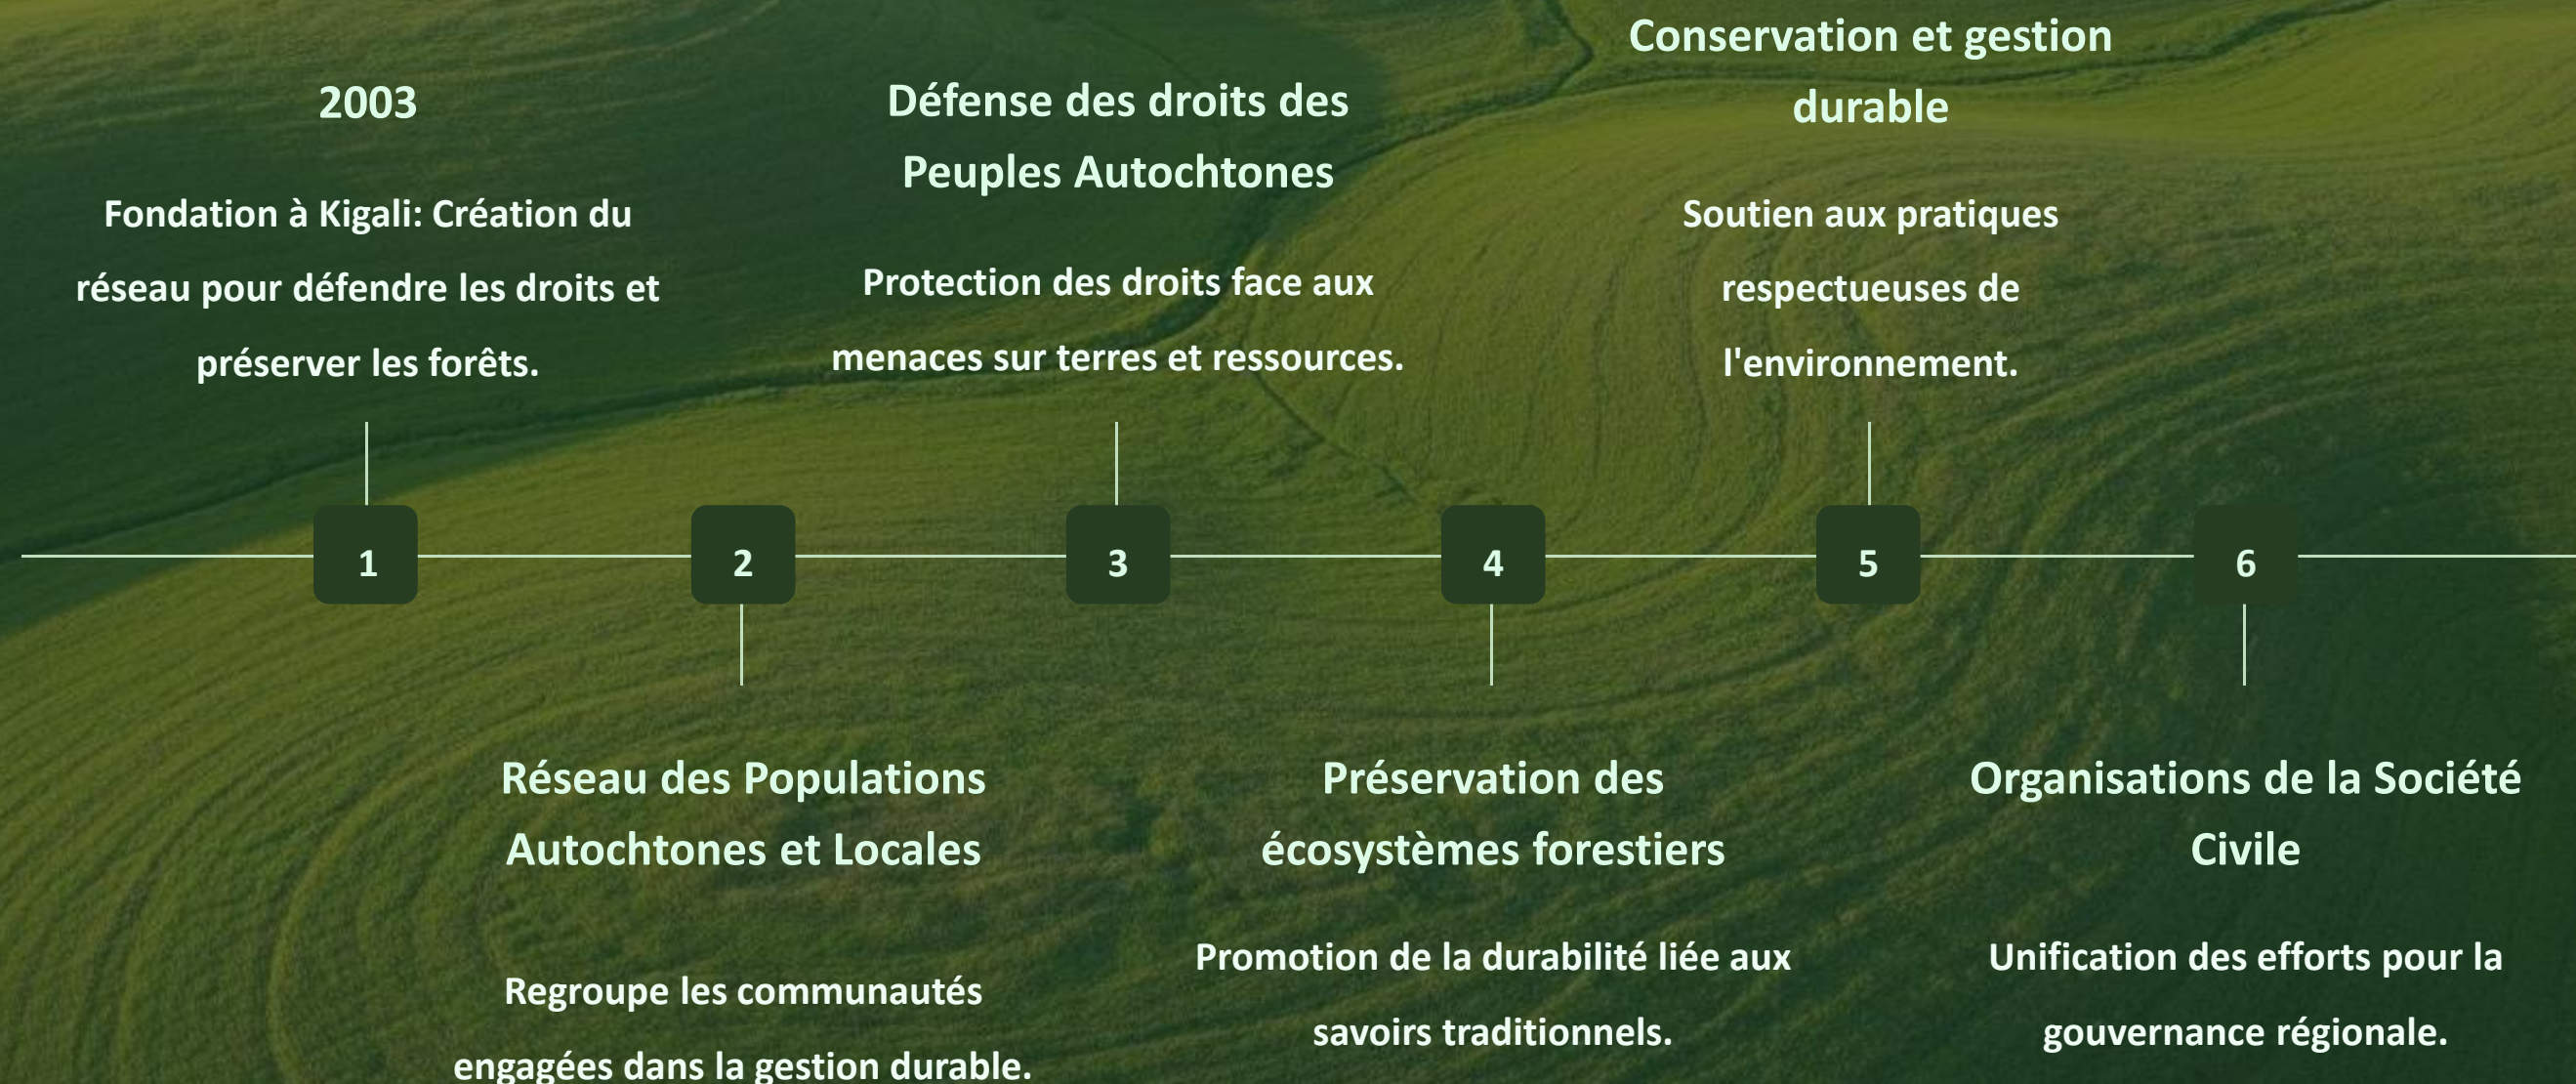 2003
Fondation à Kigali: Création du
réseau pour défendre les droits et
préserver les forêts.
1
Réseau des Populations
Autochtones et Locales
Regroupe les communautés
engagées dans la gestion durable.
2
Défense des droits des
Peuples Autochtones
Protection des droits face aux
menaces sur terres et ressources.
3
Préservation des
écosystèmes forestiers
Promotion de la durabilité liée aux
savoirs traditionnels.
4
Conservation et gestion
durable
Soutien aux pratiques
respectueuses de
l'environnement.
5
Organisations de la Société
Civile
Unification des efforts pour la
gouvernance régionale.
6